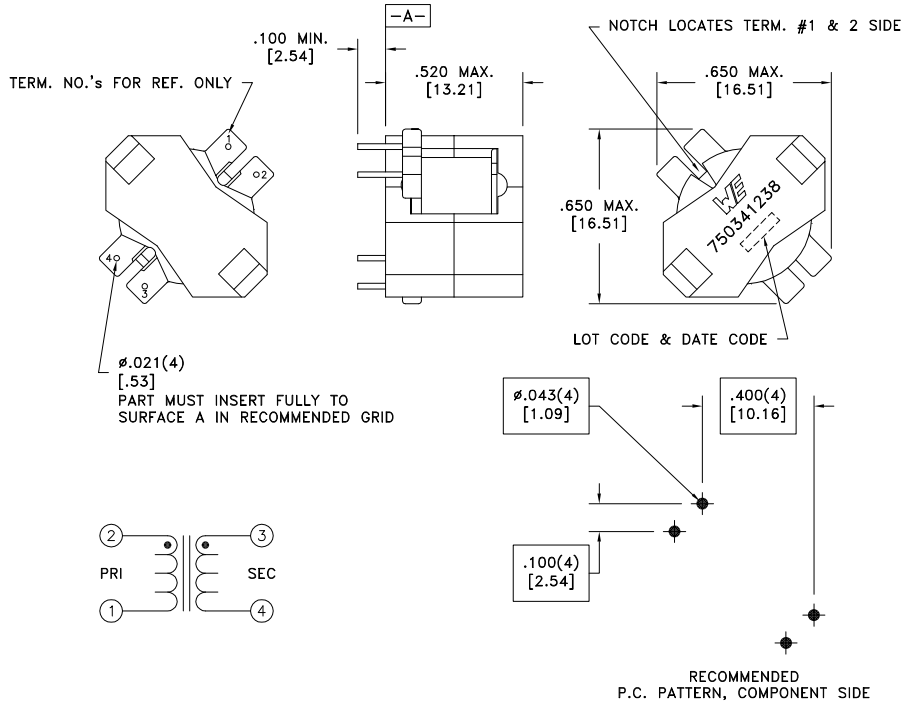 -A-
NOTCH LOCATES TERM. #1 & 2 SIDE
.100 MIN.
[2.54]
.520 MAX.
[13.21]
.650 MAX.
[16.51]
TERM. NO.'s FOR REF. ONLY
1
2
4
3
.650 MAX.
[16.51]
WE
750341238
LOT CODE & DATE CODE
ø.021(4)
[.53]
PART MUST INSERT FULLY TO
SURFACE A IN RECOMMENDED GRID
ø.043(4)
[1.09]
.400(4)
[10.16]
.100(4)
[2.54]
2
3
PRI
SEC
1
4
RECOMMENDED
P.C. PATTERN, COMPONENT SIDE